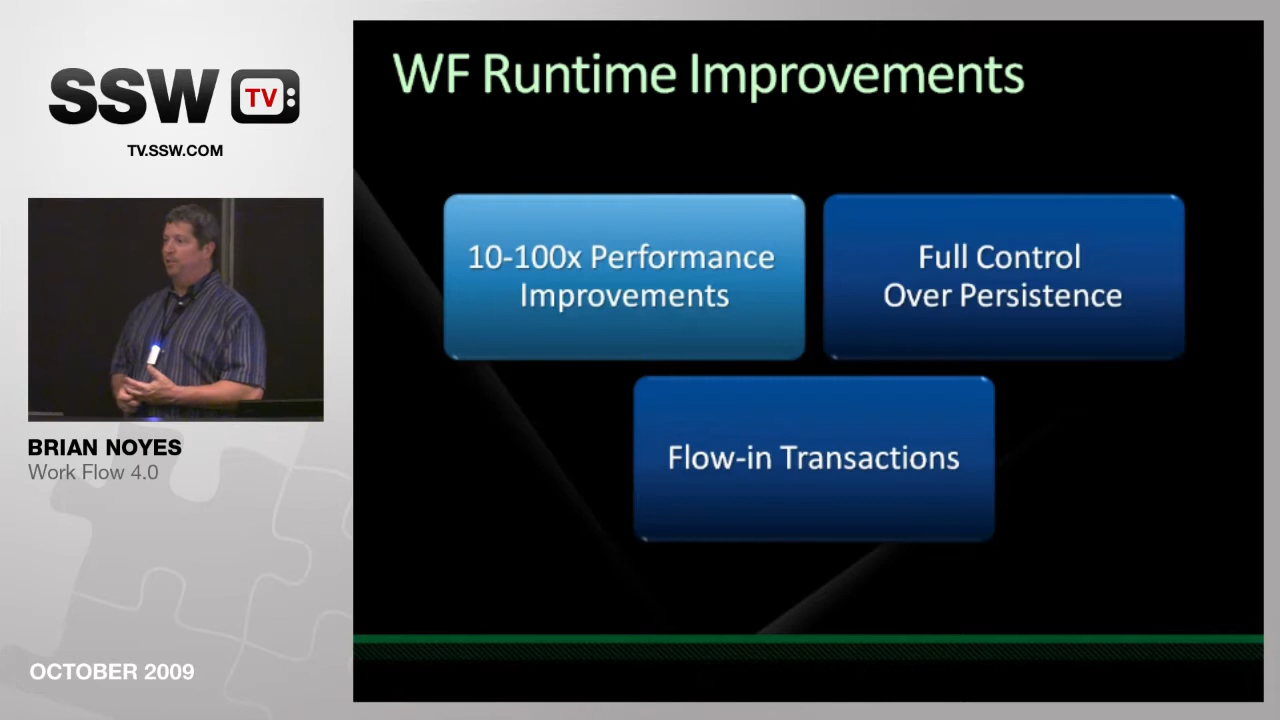 SSW TV:
TV.SSW.COM
BRIAN NOYES
Work Flow 4.0
OCTOBER 2009
WF Runtime Improvements
10-100x Performance
Improvements
Full Control
Over Persistence
Flow-in Transactions